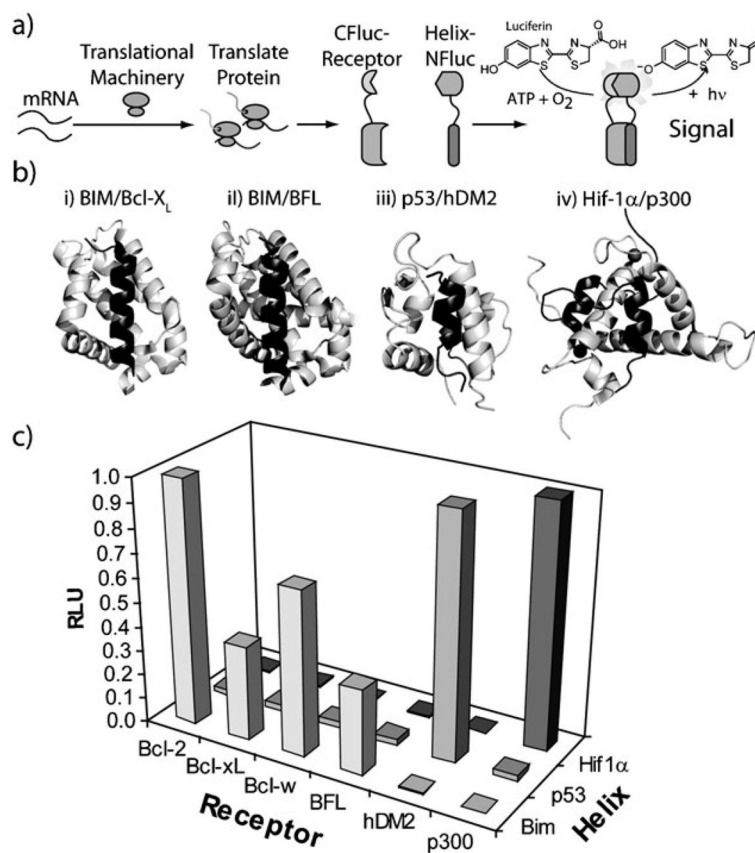 a)
Translational
Machinery
Translate
Protein
CFluc-
Receptor
Helix-
NFluc
Luciferin
mRNA
HO
N
S
N
S
O
OH
ATP + O2
−O
N
S
N
S
+ hν
Signal
b)
i) BIM/Bcl-XL
iI) BIM/BFL
iii) p53/hDM2
iv) Hif-1α/p300
c)
RLU
1.0
0.9
0.8
0.7
0.6
0.5
0.4
0.3
0.2
0.1
0.0
Bcl-2
Bcl-xL
Bcl-w
BFL
hDM2
p300
Receptor
Bim
p53
Hif1α
Helix